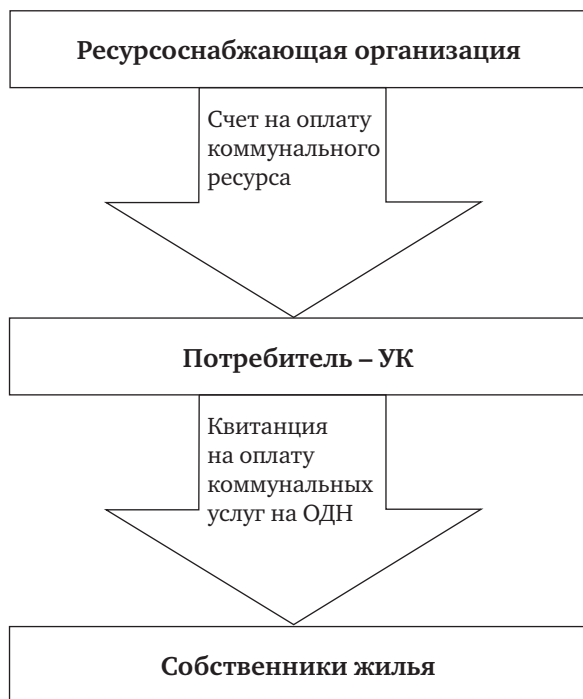 Ресурсоснабжающая организация
Счет на оплату
коммунального
ресурса
Потребитель – УК
Квитанция
на оплату
коммунальных
услуг на ОДН
Собственники жилья